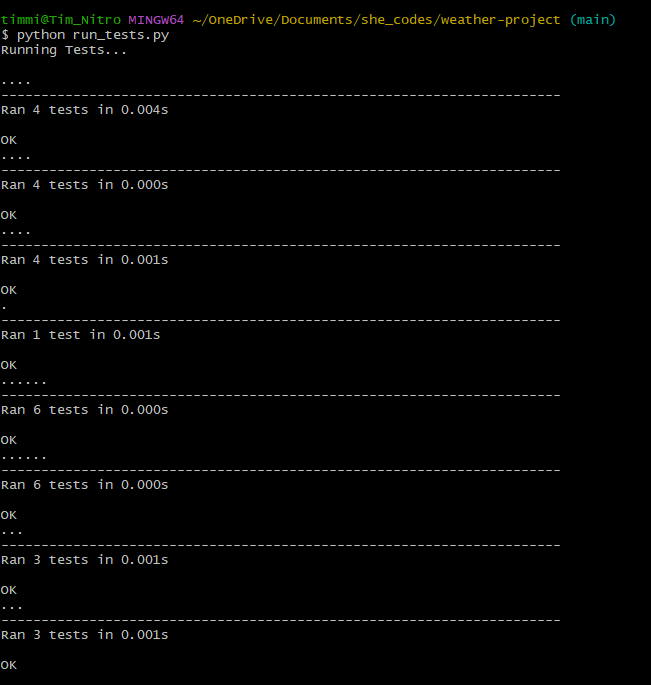 timmi@Tim_Nitro MINGW64 ~/OneDrive/Documents/she_codes/weather-project (main)
$ python run_tests.py
Running Tests...
....
----------------------------------------------------------------------
Ran 4 tests in 0.004s
OK
....
----------------------------------------------------------------------
Ran 4 tests in 0.000s
OK
....
----------------------------------------------------------------------
Ran 4 tests in 0.001s
OK
.
----------------------------------------------------------------------
Ran 1 test in 0.001s
OK
......
----------------------------------------------------------------------
Ran 6 tests in 0.000s
OK
......
----------------------------------------------------------------------
Ran 6 tests in 0.000s
OK
...
----------------------------------------------------------------------
Ran 3 tests in 0.001s
OK
...
----------------------------------------------------------------------
Ran 3 tests in 0.001s
OK